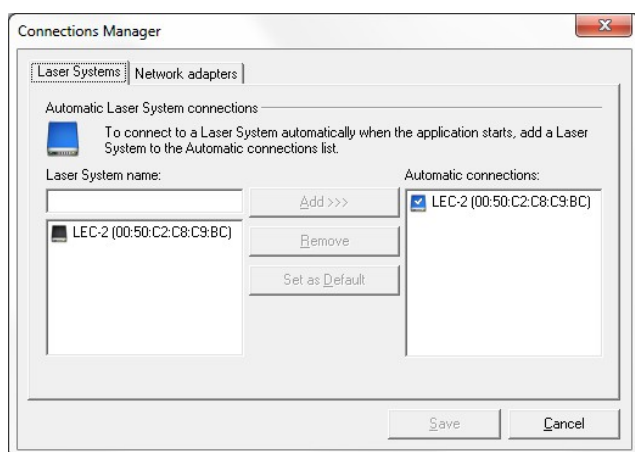 Connections Manager
Laser Systems
Network adapters
Automatic Laser System connections
To connect to a Laser System automatically when the application starts, add a Laser
System to the Automatic connections list.
Laser System name:
Automatic connections:
Add >>>
LEC-2 (00:50:C2:C8:C9:BC)
LEC-2 (00:50:C2:C8:C9:BC)
Remove
Set as Default
Save
Cancel